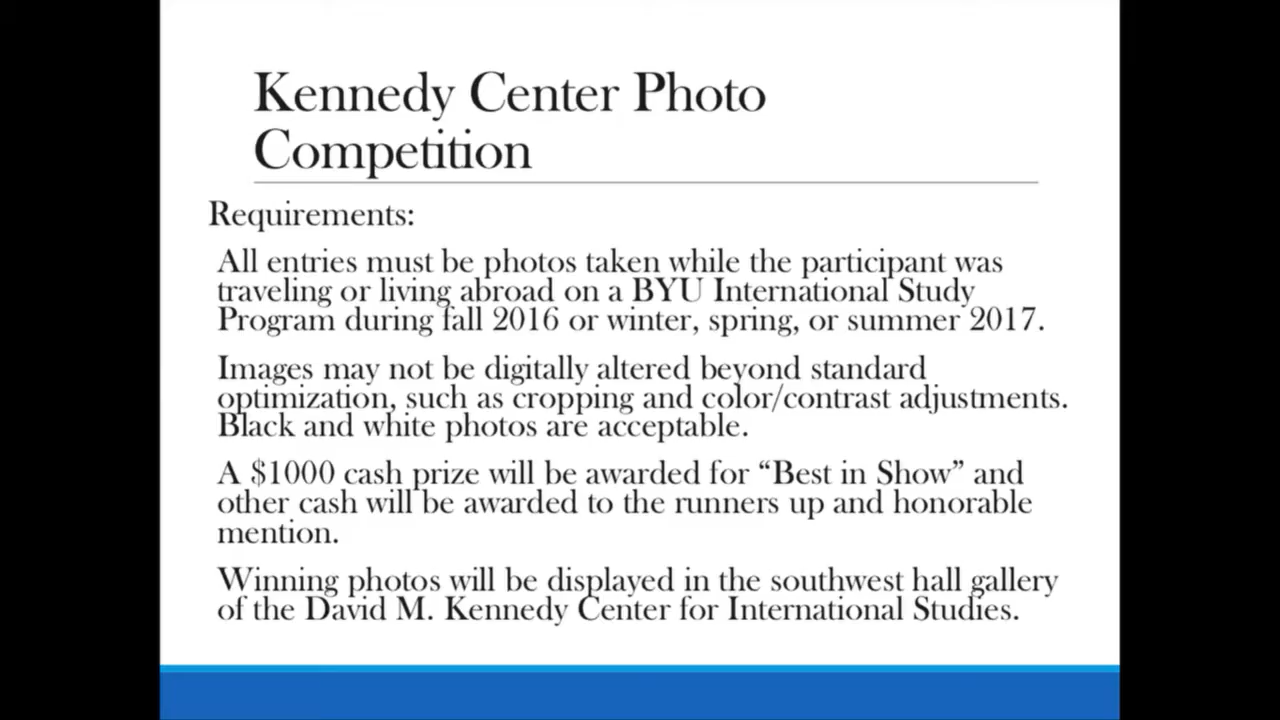 Kennedy Center Photo
Competition
Requirements:
All entries must be photos taken while the participant was
traveling or living abroad on a BYU International Study
Program during fall 2016 or winter, spring, or summer 2017.
Images may not be digitally altered beyond standard
optimization, such as cropping and color/contrast adjustments.
Black and white photos are acceptable.
A $1000 cash prize will be awarded for “Best in Show” and
other cash will be awarded to the runners up and honorable
mention.
Winning photos will be displayed in the southwest hall gallery
of the David M. Kennedy Center for International Studies.